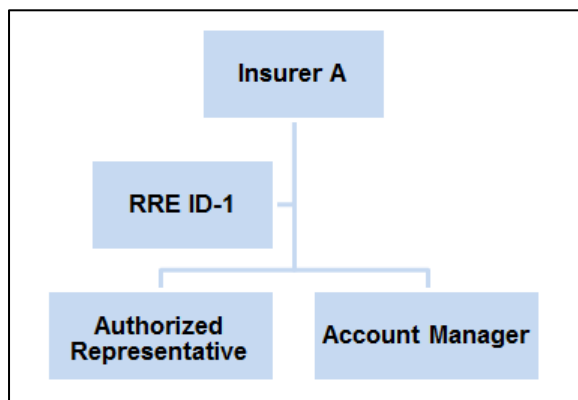 Insurer A
RRE ID-1
Authorized
Representative
Account Manager